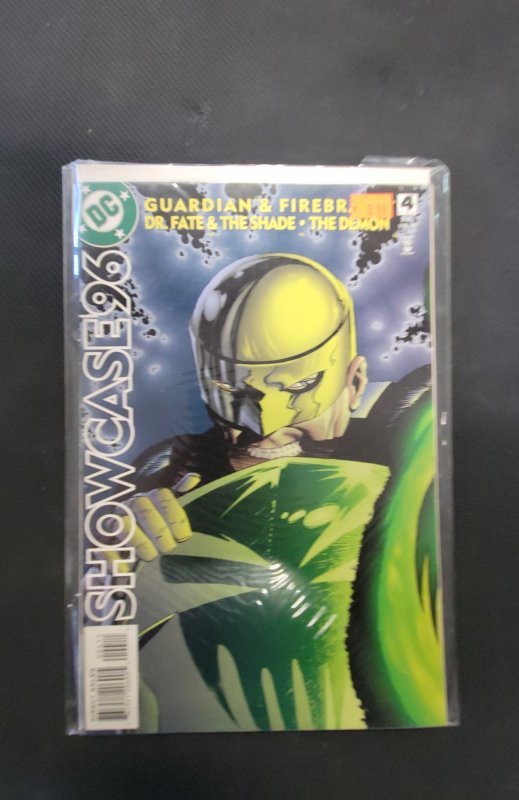 DC
GUARDIAN & FIREBRA
DR. FATE & THE SHADE • THE DEMON
4
SHOWCASE 96